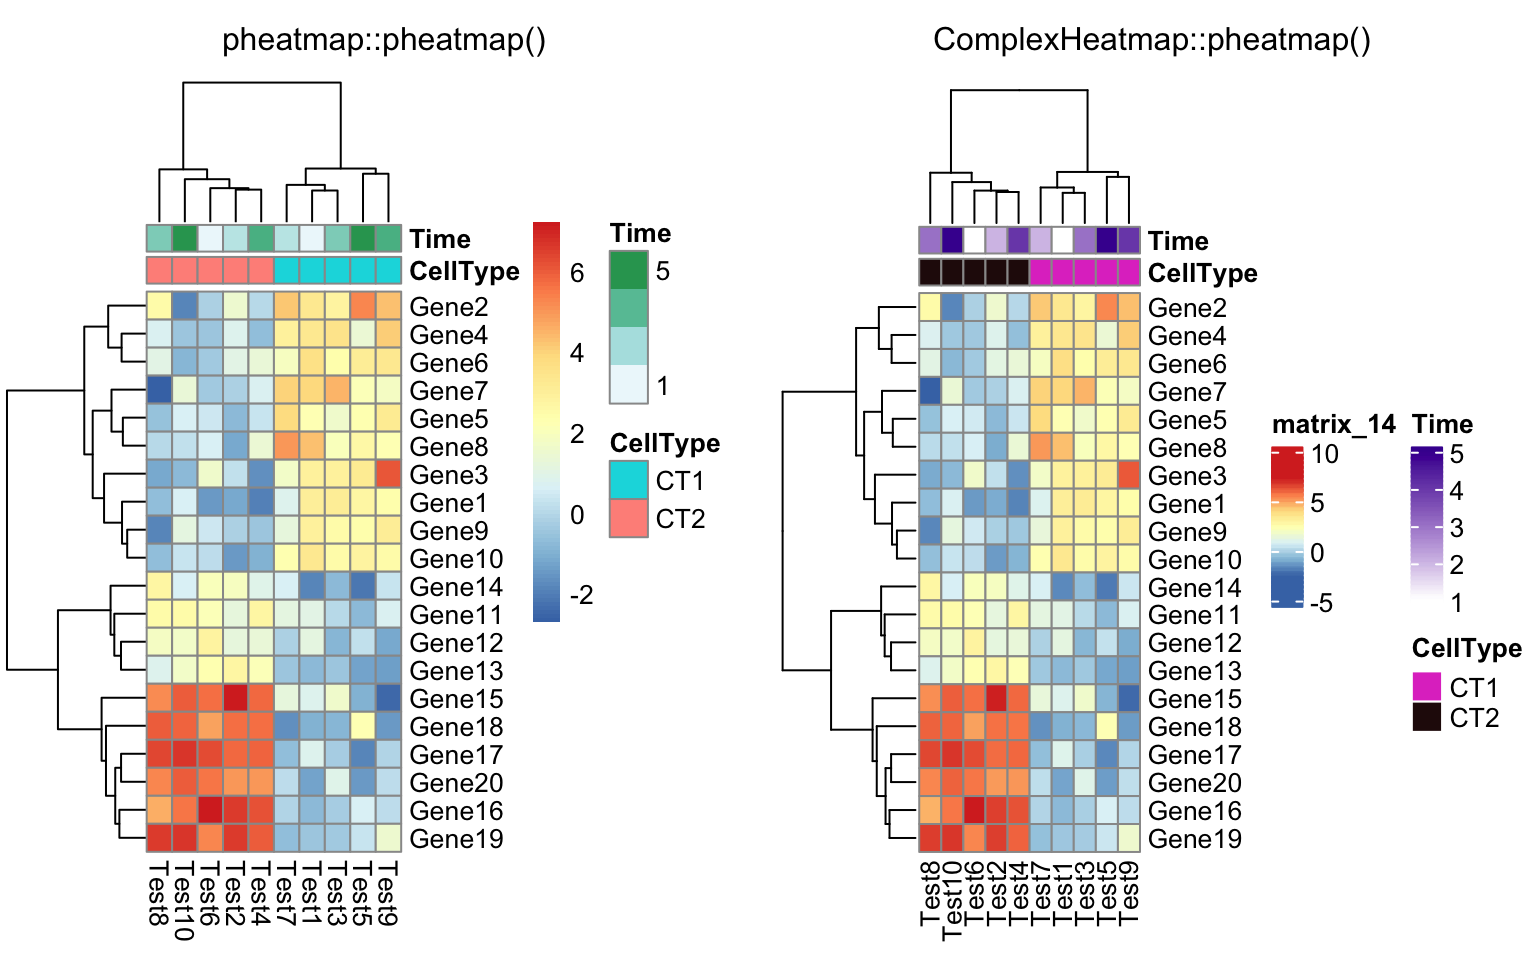 pheatmap::pheatmap()
Time
CellType
Gene2
Gene4
Gene6
Gene7
Gene5
Gene8
Gene3
Gene1
Gene9
Gene10
Gene14
Gene11
Gene12
Gene13
Gene15
Gene18
Gene17
Gene20
Gene16
Gene19
Test8
Test10
Test6
Test2
Test4
Test7
Test1
Test3
Test5
Test9
6
4
2
0
-2
Time
5
1
CellType
CT1
CT2
ComplexHeatmap::pheatmap()
Time
CellType
Gene2
Gene4
Gene6
Gene7
Gene5
Gene8
Gene3
Gene1
Gene9
Gene10
Gene14
Gene11
Gene12
Gene13
Gene15
Gene18
Gene17
Gene20
Gene16
Gene19
Test8
Test10
Test6
Test2
Test4
Test7
Test1
Test3
Test5
Test9
matrix_14
10
5
0
-5
Time
5
4
3
2
1
CellType
CT1
CT2